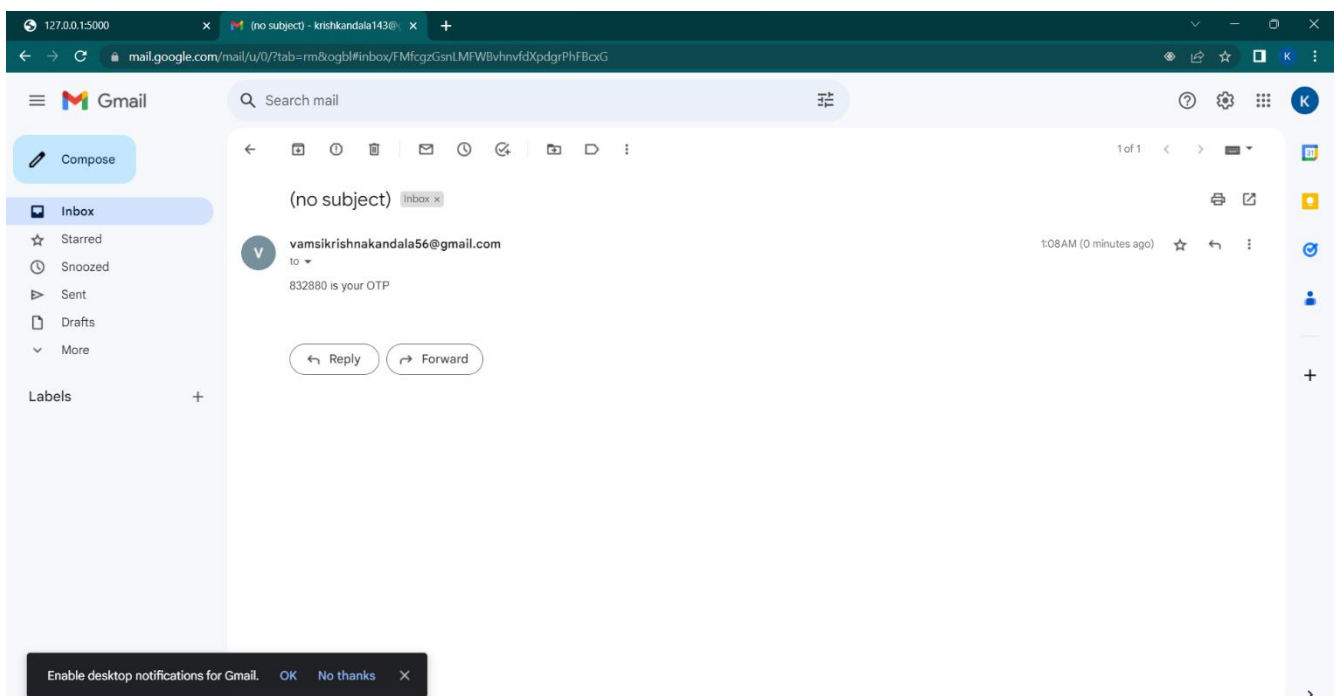 127.0.0.1:5000
(no subject) - krishkandala143@g
mail.google.com/mail/u/0/?tab=rm&ogbl#inbox/FMfcgzGsnLMFWBvhnvfdXpdgrPhFBcxG
K
Gmail
Search mail
K
Compose
1 of 1
31
(no subject) Inbox ×
Inbox
Starred
V
vamsikrishnakandala56@gmail.com
1:08 AM (0 minutes ago)
to
Snoozed
832880 is your OTP
Sent
Drafts
More
Reply
Forward
Labels
Enable desktop notifications for Gmail. OK No thanks